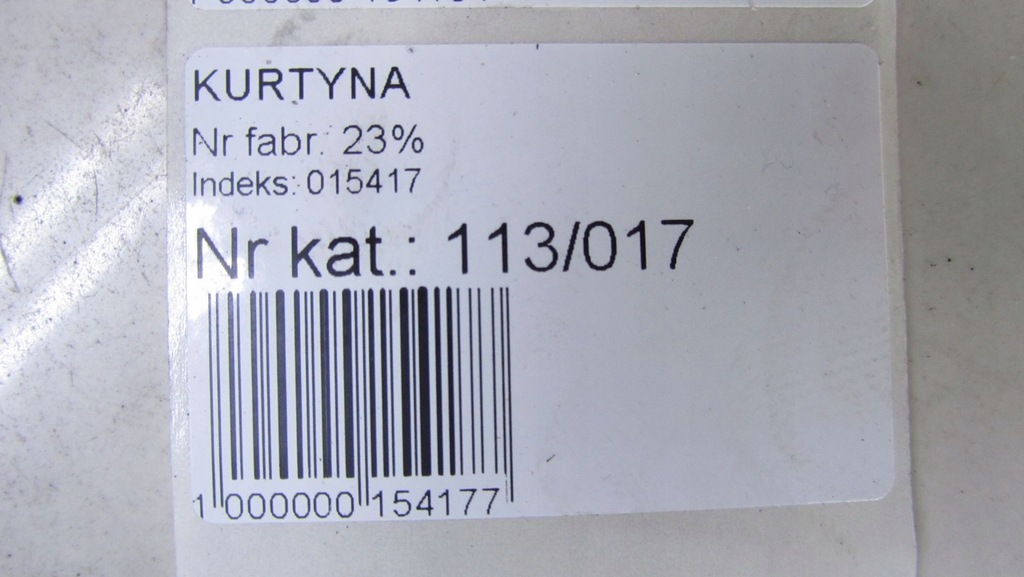 KURTYNA
Nr fabr. 23%
Indeks: 015417
Nr kat.: 113/017
1 000000 154177